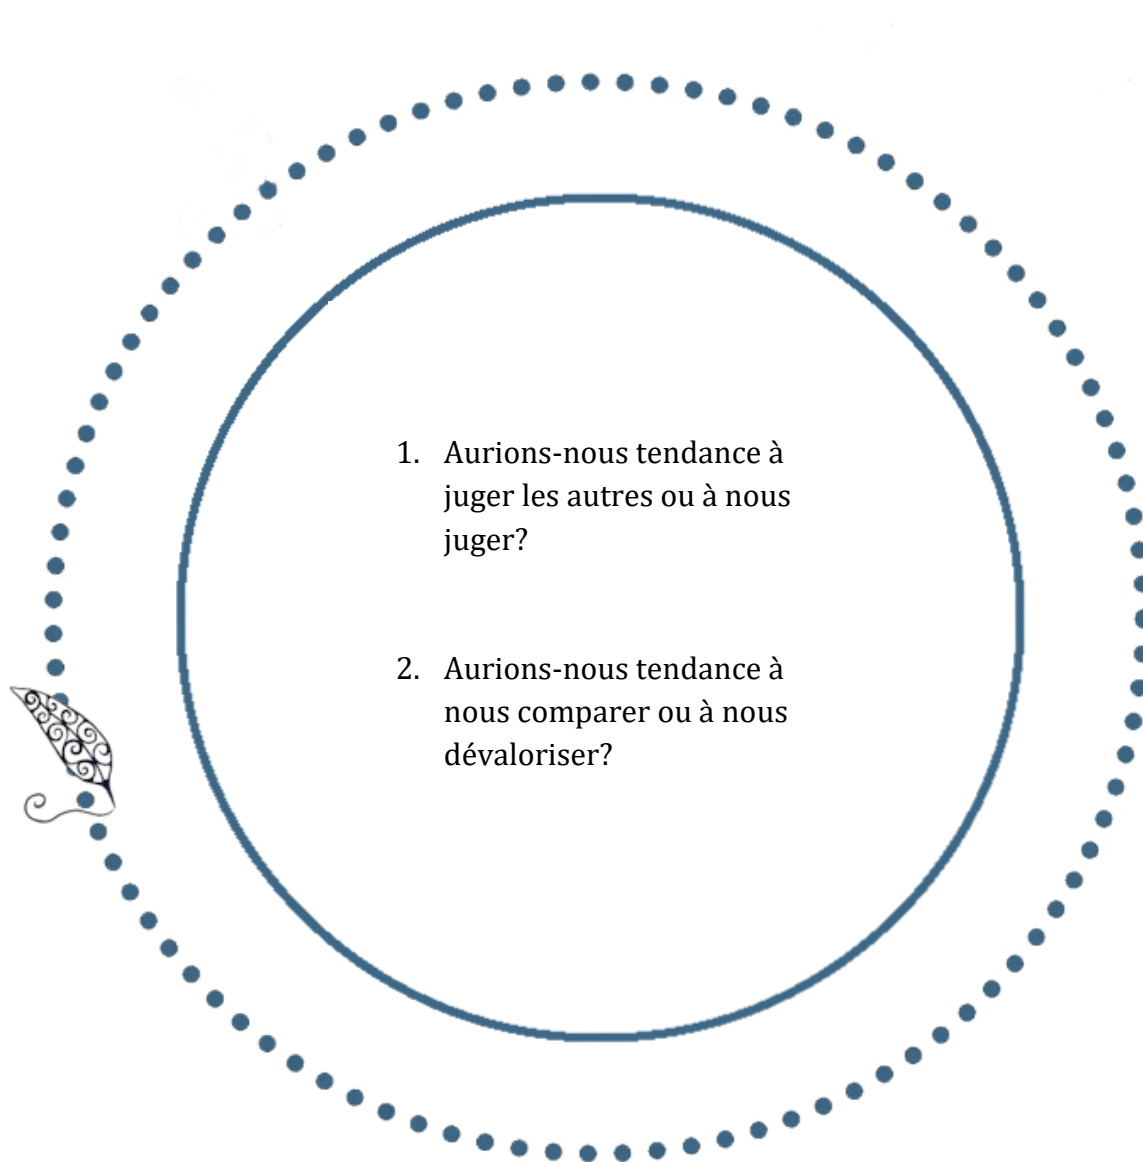 1. Aurions-nous tendance à
juger les autres ou à nous
juger?
2. Aurions-nous tendance à
nous comparer ou à nous
dévaloriser?